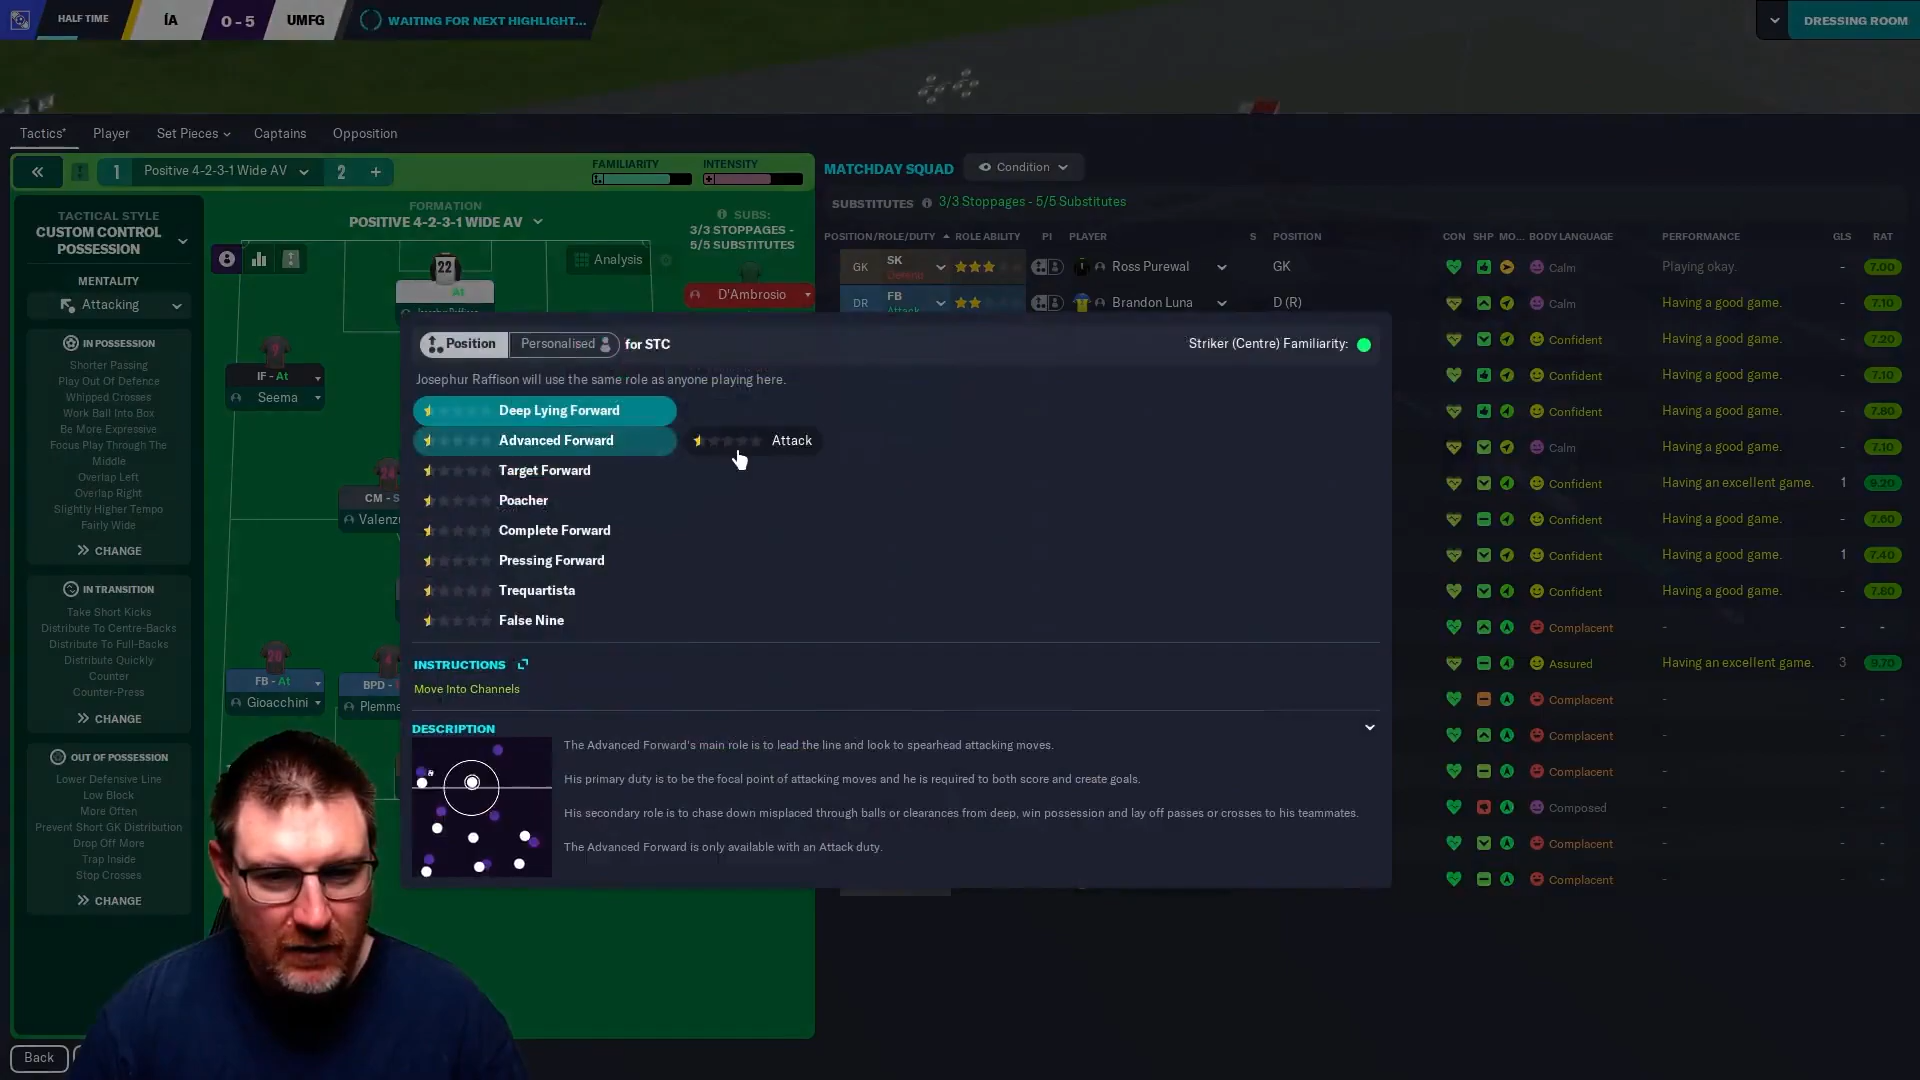 HALF TIME
ÍA
0 - 5
UMFG
WAITING FOR NEXT HIGHLIGHT...
DRESSING ROOM
Tactics*
Player
Set Pieces
Captains
Opposition
1
Positive 4-2-3-1 Wide AV
2
+
FAMILIARITY
INTENSITY
MATCHDAY SQUAD
Condition
SUBSTITUTES
3/3 Stoppages - 5/5 Substitutes
TACTICAL STYLE
CUSTOM CONTROL
POSSESSION
MENTALITY
Attacking
IN POSSESSION
Shorter Passing
Play Out Of Defence
Whipped Crosses
Work Ball Into Box
Be More Expressive
Focus Play Through The
Middle
Overlap Left
Overlap Right
Slightly Higher Tempo
Fairly Wide
CHANGE
IN TRANSITION
Take Short Kicks
Distribute To Centre-Backs
Distribute To Full-Backs
Distribute Quickly
Counter
Counter-Press
CHANGE
OUT OF POSSESSION
Lower Defensive Line
Low Block
More Often
Prevent Short GK Distribution
Drop Off More
Trap Inside
Stop Crosses
CHANGE
Back
FORMATION
POSITIVE 4-2-3-1 WIDE AV
SUBS:
3/3 STOPPAGES -
5/5 SUBSTITUTES
Analysis
22
At
D'Ambrosio
9
IF - At
Seema
24
CM - S
Valenzu
20
FB - At
Gioacchini
4
BPD -
Plemme
POSITION/ROLE/DUTY
ROLE ABILITY
PI
PLAYER
S
POSITION
CON
SHP
MO...
BODY LANGUAGE
PERFORMANCE
GLS
RAT
GK
SK
Defend
Ross Purewal
GK
Calm
Playing okay.
-
7.00
DR
FB
Attack
Brandon Luna
D (R)
Calm
Having a good game.
-
7.10
Confident
Having a good game.
-
7.20
Confident
Having a good game.
-
7.10
Confident
Having a good game.
-
7.80
Calm
Having a good game.
-
7.10
Confident
Having an excellent game.
1
9.20
Confident
Having a good game.
-
7.60
Confident
Having a good game.
1
7.40
Confident
Having a good game.
-
7.60
Complacent
-
-
-
Assured
Having an excellent game.
3
9.70
Complacent
-
-
-
Complacent
-
-
-
Complacent
-
-
-
Composed
-
-
-
Complacent
-
-
-
Complacent
-
-
-
Position
Personalised
for STC
Striker (Centre) Familiarity:
Josephur Raffison will use the same role as anyone playing here.
Deep Lying Forward
Advanced Forward
Attack
Target Forward
Poacher
Complete Forward
Pressing Forward
Trequartista
False Nine
INSTRUCTIONS
Move Into Channels
DESCRIPTION
The Advanced Forward's main role is to lead the line and look to spearhead attacking moves.
His primary duty is to be the focal point of attacking moves and he is required to both score and create goals.
His secondary role is to chase down misplaced through balls or clearances from deep, win possession and lay off passes or crosses to his teammates.
The Advanced Forward is only available with an Attack duty.